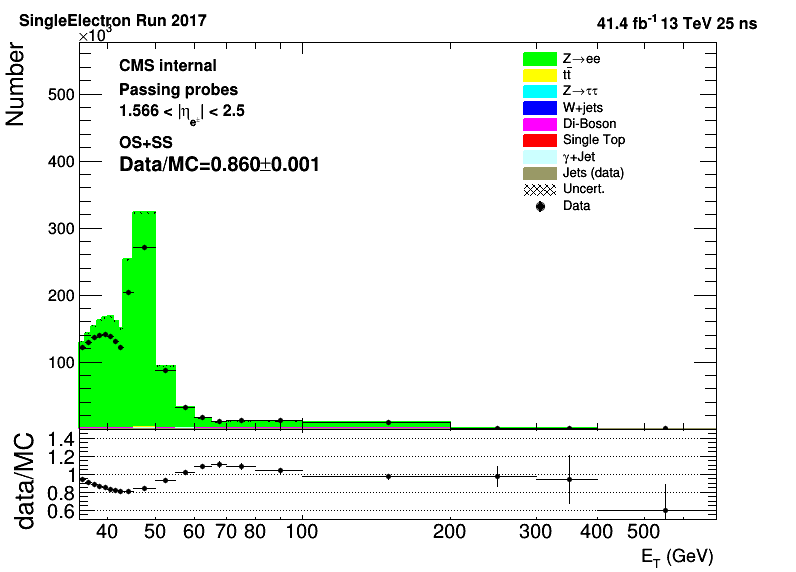 SingleElectron Run 2017
41.4 fb⁻¹ 13 TeV 25 ns
×10³
Number
CMS internal
Passing probes
1.566 < |η_e±| < 2.5
OS+SS
Data/MC=0.860±0.001
Z→ee
tt̄
Z→ττ
W+jets
Di-Boson
Single Top
γ+Jet
Jets (data)
Uncert.
Data
500
400
300
200
100
data/MC
1.4
1.2
1
0.8
0.6
40 50 60 70 80 100 200 300 400 500
E_T (GeV)